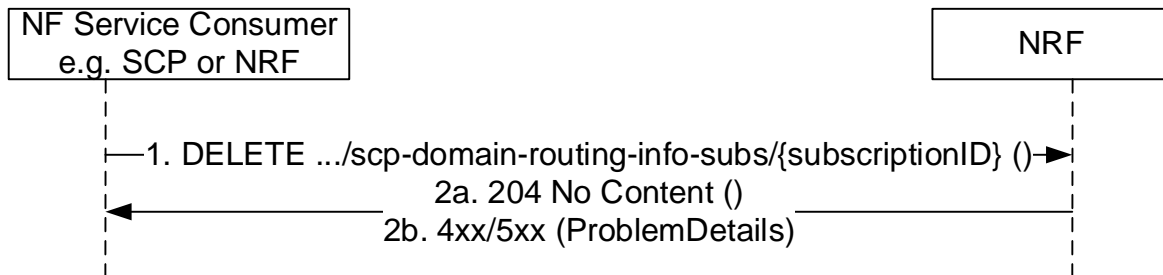 NF Service Consumer
e.g. SCP or NRF
NRF
1. DELETE .../scp-domain-routing-info-subs/{subscriptionID} ()
2a. 204 No Content ()
2b. 4xx/5xx (ProblemDetails)